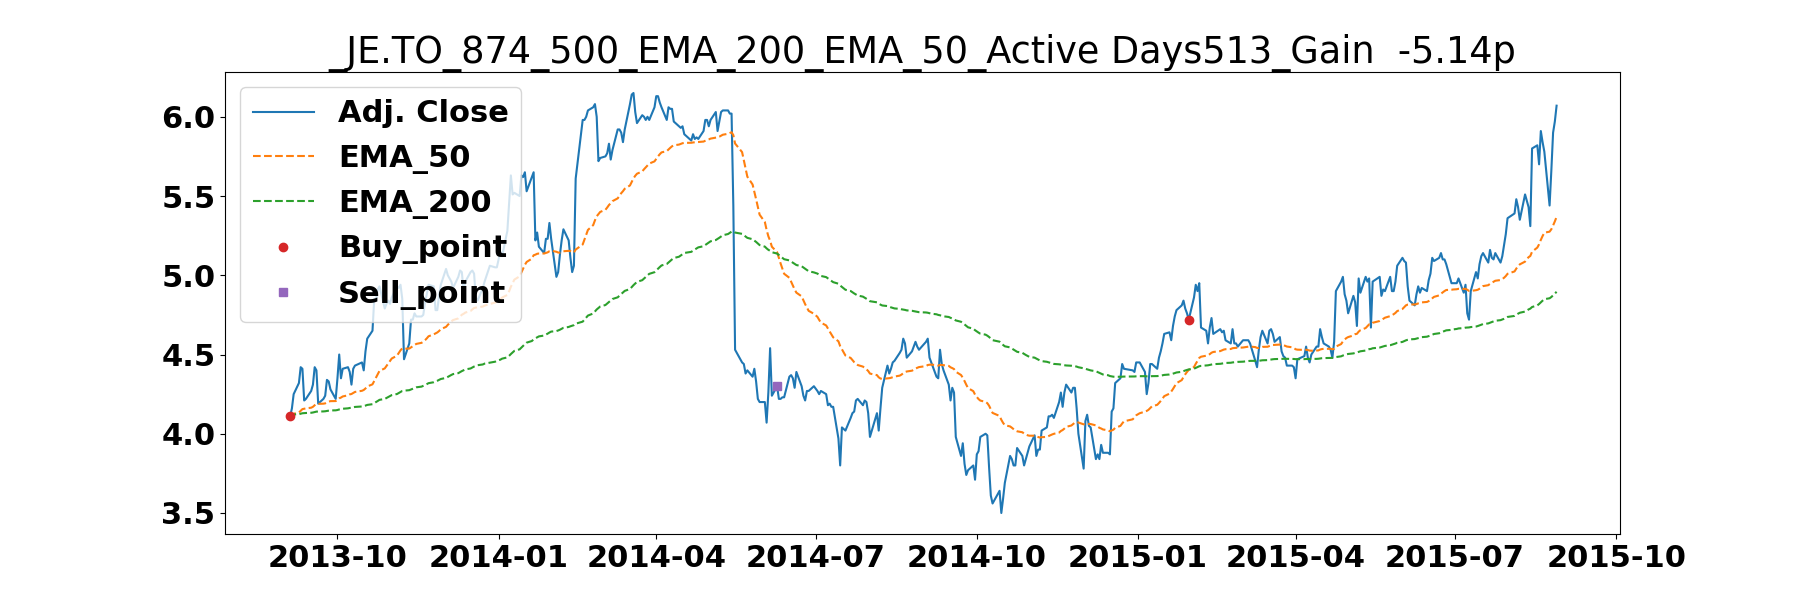 _JE.TO_874_500_EMA_200_EMA_50_Active Days513_Gain  -5.14p
Adj. Close
EMA_50
EMA_200
Buy_point
Sell_point
6.0
5.5
5.0
4.5
4.0
3.5
2013-10 2014-01 2014-04 2014-07 2014-10 2015-01 2015-04 2015-07 2015-10